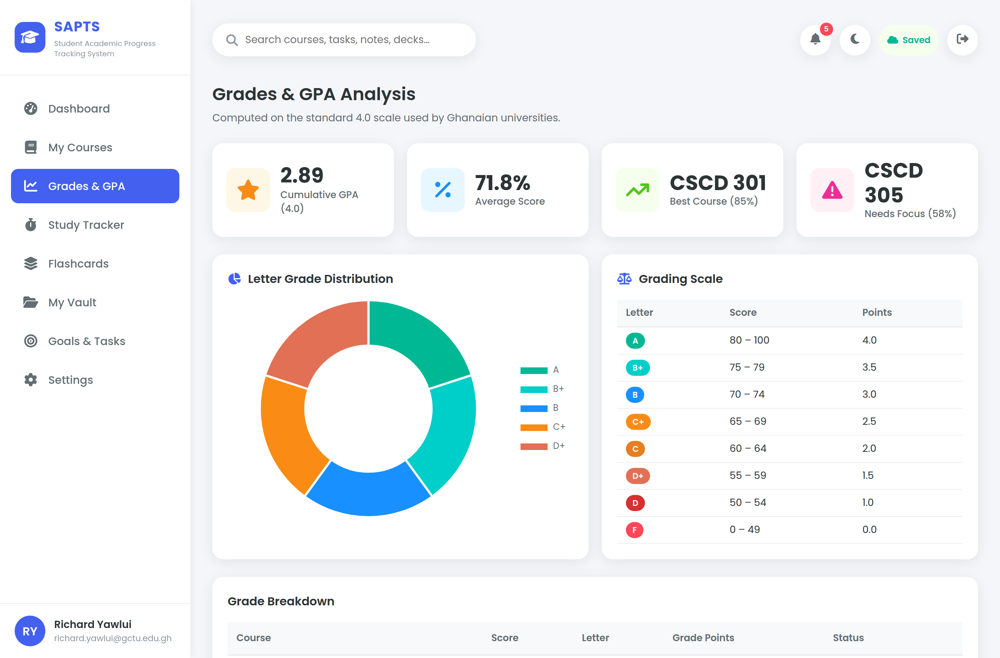 SAPTS
Student Academic Progress
Tracking System
Search courses, tasks, notes, decks...
5
Saved
Dashboard
My Courses
Grades & GPA
Study Tracker
Flashcards
My Vault
Goals & Tasks
Settings
RY
Richard Yawlui
richard.yawlui@gctu.edu.gh
Grades & GPA Analysis
Computed on the standard 4.0 scale used by Ghanaian universities.
2.89
Cumulative GPA
(4.0)
71.8%
Average Score
CSCD 301
Best Course (85%)
CSCD
305
Needs Focus (58%)
Letter Grade Distribution
A
B+
B
C+
D+
Grading Scale
Letter Score Points
A 80 – 100 4.0
B+ 75 – 79 3.5
B 70 – 74 3.0
C+ 65 – 69 2.5
C 60 – 64 2.0
D+ 55 – 59 1.5
D 50 – 54 1.0
F 0 – 49 0.0
Grade Breakdown
Course Score Letter Grade Points Status